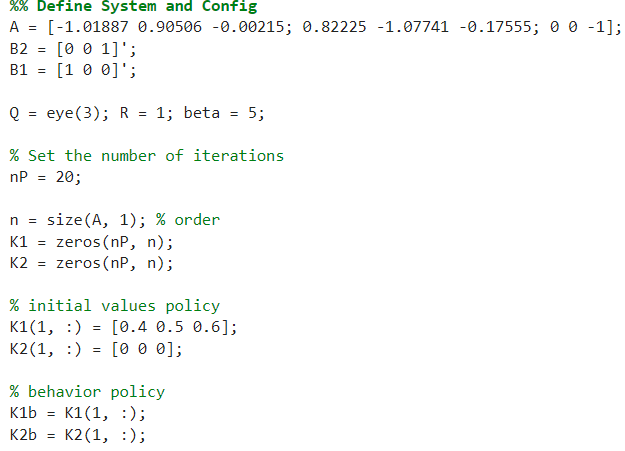 %% Define System and Config
A = [-1.01887 0.90506 -0.00215; 0.82225 -1.07741 -0.17555; 0 0 -1];
B2 = [0 0 1]';
B1 = [1 0 0]';
Q = eye(3); R = 1; beta = 5;
% Set the number of iterations
nP = 20;
n = size(A, 1); % order
K1 = zeros(nP, n);
K2 = zeros(nP, n);
% initial values policy
K1(1, :) = [0.4 0.5 0.6];
K2(1, :) = [0 0 0];
% behavior policy
K1b = K1(1, :);
K2b = K2(1, :);